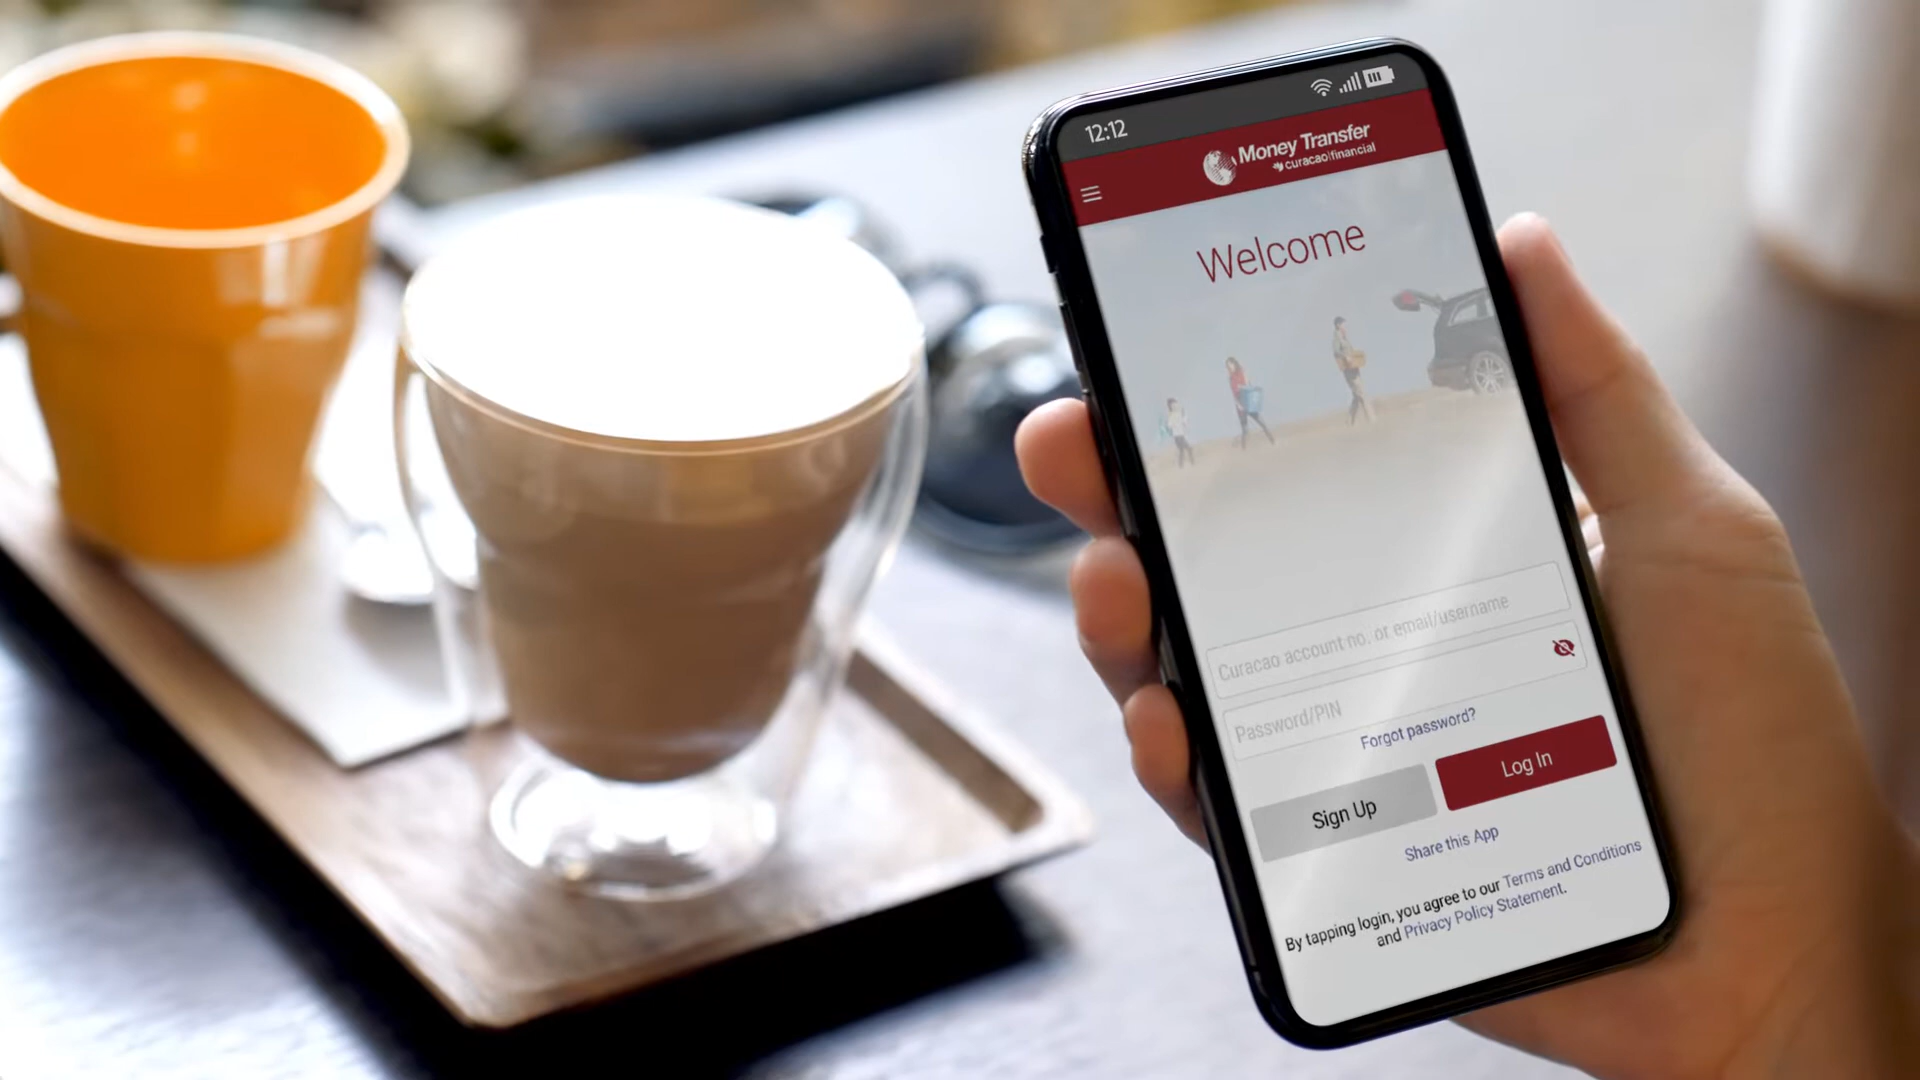 12:12
Money Transfer
curacao financial
Welcome
Curacao account no. or email/username
Password/PIN
Forgot password?
Sign Up
Log In
Share this App
By tapping login, you agree to our Terms and Conditions
and Privacy Policy Statement.